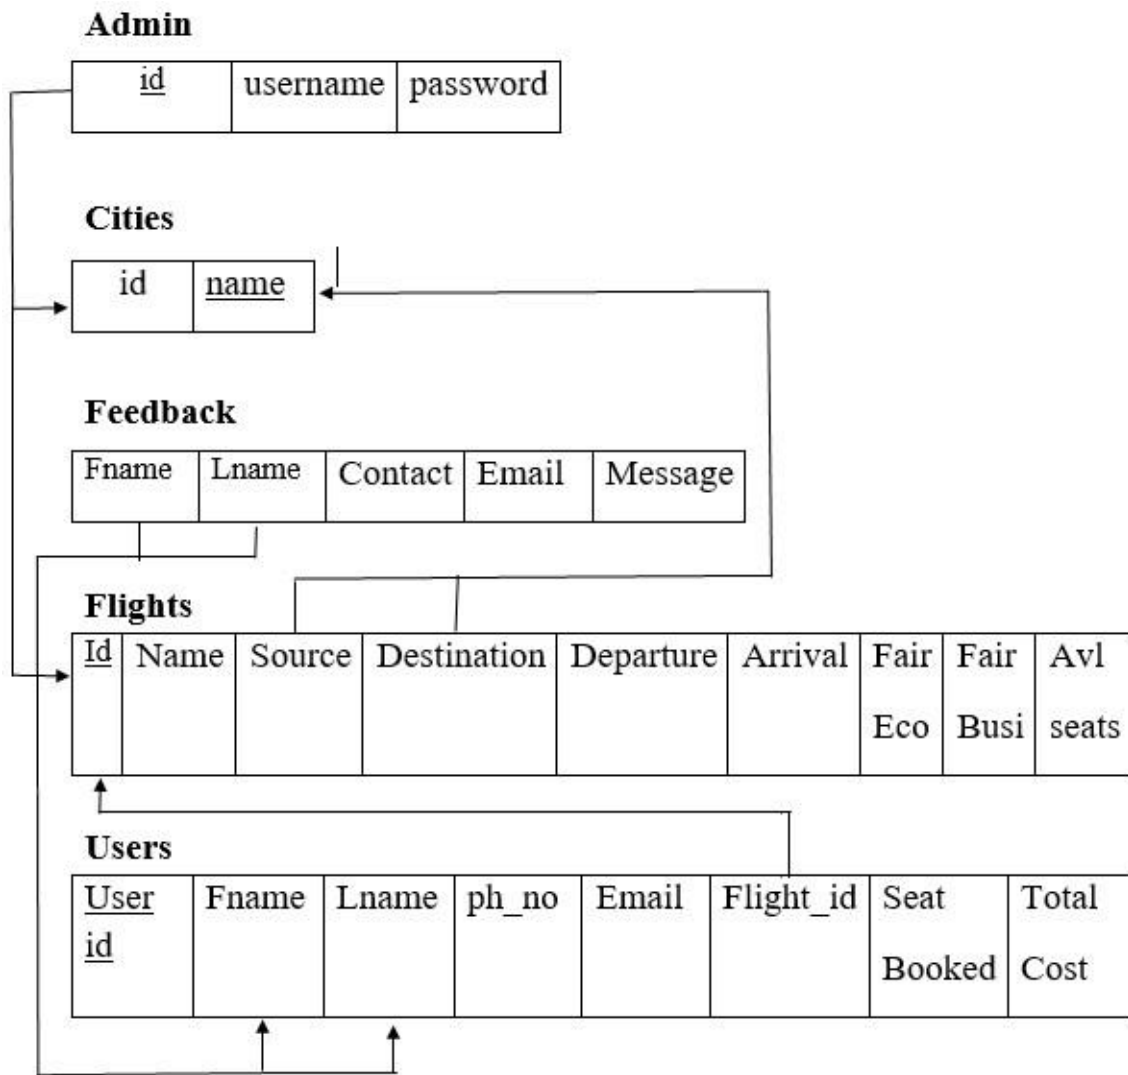 Admin
id username password
Cities
id name
Feedback
Fname Lname Contact Email Message
Flights
Id Name Source Destination Departure Arrival Fair Fair Avl
Eco Busi seats
Users
User Fname Lname ph_no Email Flight_id Seat Total
id
Booked Cost